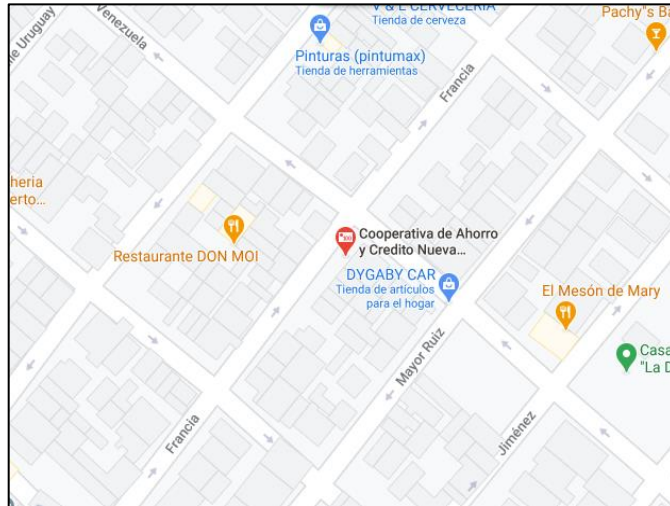 V & L CERVECERIA
Tienda de cerveza
Pachy"s Ba
Venezuela
le Uruguay
Pinturas (pintumax)
Tienda de herramientas
Francia
heria
erto...
Restaurante DON MOI
Cooperativa de Ahorro
y Credito Nueva...
DYGABY CAR
Tienda de artículos
para el hogar
El Mesón de Mary
Mayor Ruiz
Casa
"La D
Francia
Jiménez